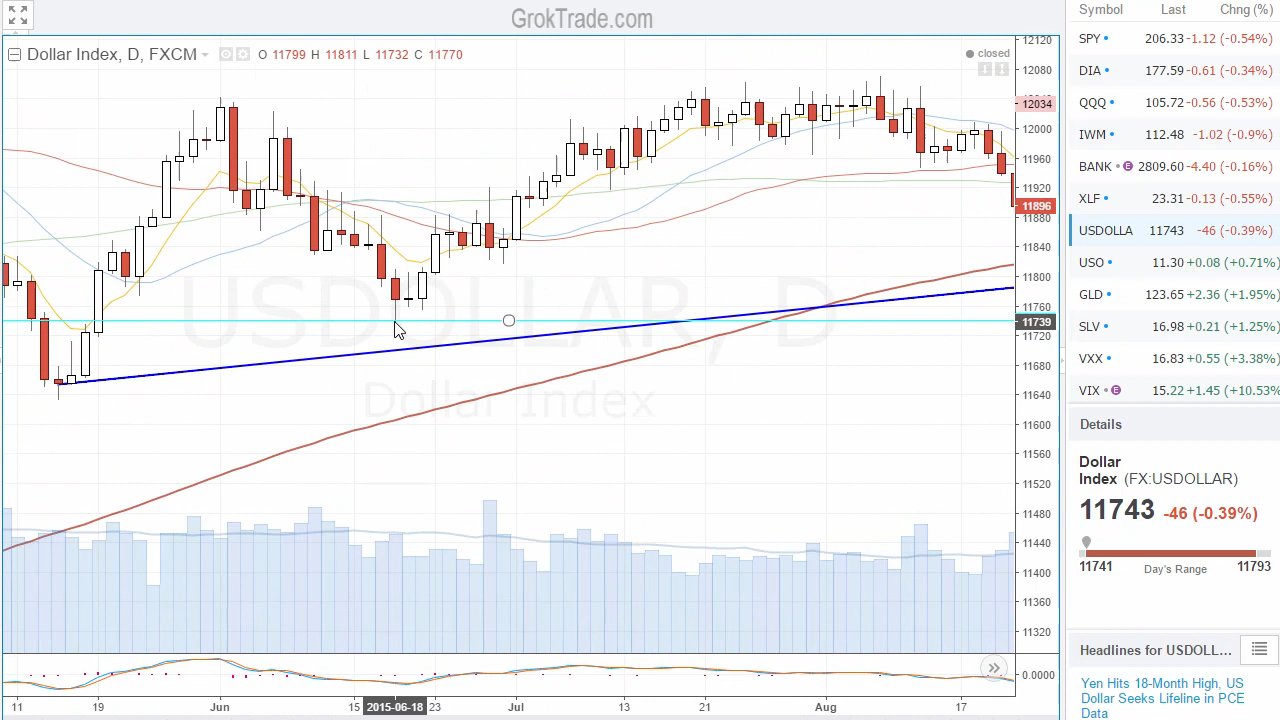 GrokTrade.com
Dollar Index, D, FXCM O 11799 H 11811 L 11732 C 11770
closed
USDOLLAR, D
Dollar Index
12120
12080
12034
12000
11960
11920
11896
11880
11840
11800
11760
11739
11720
11680
11640
11600
11560
11520
11480
11440
11400
11360
11320
0.0000
11 19 Jun 15 2015-06-18 23 Jul 13 21 Aug 17
Symbol Last Chng (%)
SPY 206.33 -1.12 (-0.54%)
DIA 177.59 -0.61 (-0.34%)
QQQ 105.72 -0.56 (-0.53%)
IWM 112.48 -1.02 (-0.9%)
BANK E 2809.60 -4.40 (-0.16%)
XLF 23.31 -0.13 (-0.55%)
USDOLLA 11743 -46 (-0.39%)
USO 11.30 +0.08 (+0.71%)
GLD 123.65 +2.36 (+1.95%)
SLV 16.98 +0.21 (+1.25%)
VXX 16.83 +0.55 (+3.38%)
VIX E 15.22 +1.45 (+10.53%
Details
Dollar
Index (FX:USDOLLAR)
11743 -46 (-0.39%)
11741 Day's Range 11793
Headlines for USDOLL...
Yen Hits 18-Month High, US
Dollar Seeks Lifeline in PCE
Data